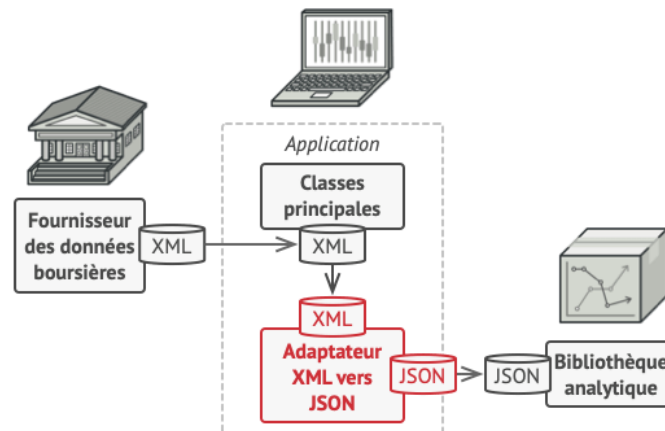 Application
Classes
principales
Fournisseur
des données
boursières
XML
XML
XML
Adaptateur
XML vers
JSON
JSON
JSON
Bibliothèque
analytique